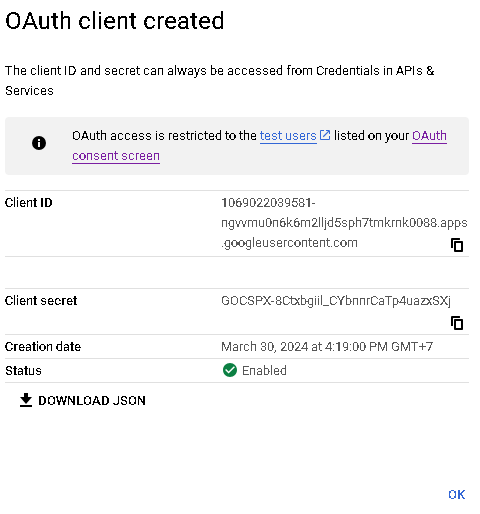 OAuth client created
The client ID and secret can always be accessed from Credentials in APIs &
Services
OAuth access is restricted to the test users listed on your OAuth
consent screen
Client ID
1069022039581-
ngvvmu0n6k6m2lljd5sph7tmkrnk0088.apps
.googleusercontent.com
Client secret
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
Creation date
March 30, 2024 at 4:19:00 PM GMT+7
Status
Enabled
DOWNLOAD JSON
OK